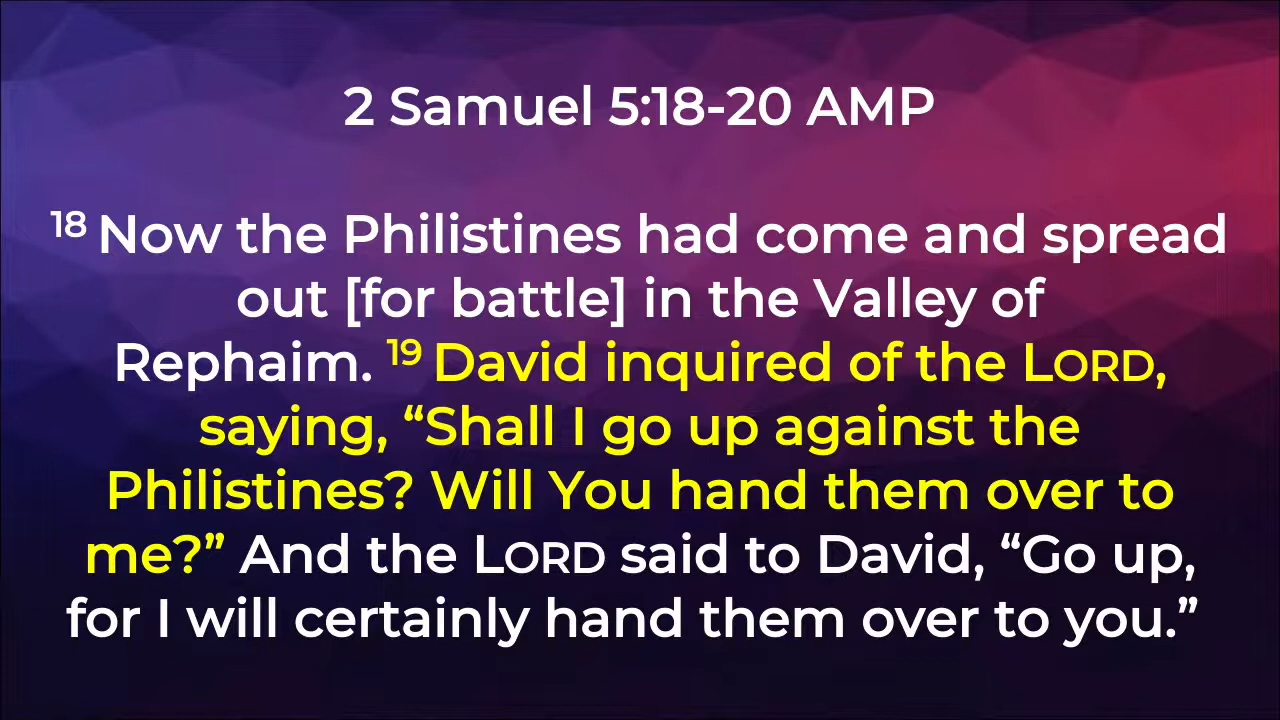 2 Samuel 5:18-20 AMP
18 Now the Philistines had come and spread
out [for battle] in the Valley of
Rephaim. 19 David inquired of the LORD,
saying, “Shall I go up against the
Philistines? Will You hand them over to
me?” And the LORD said to David, “Go up,
for I will certainly hand them over to you.”